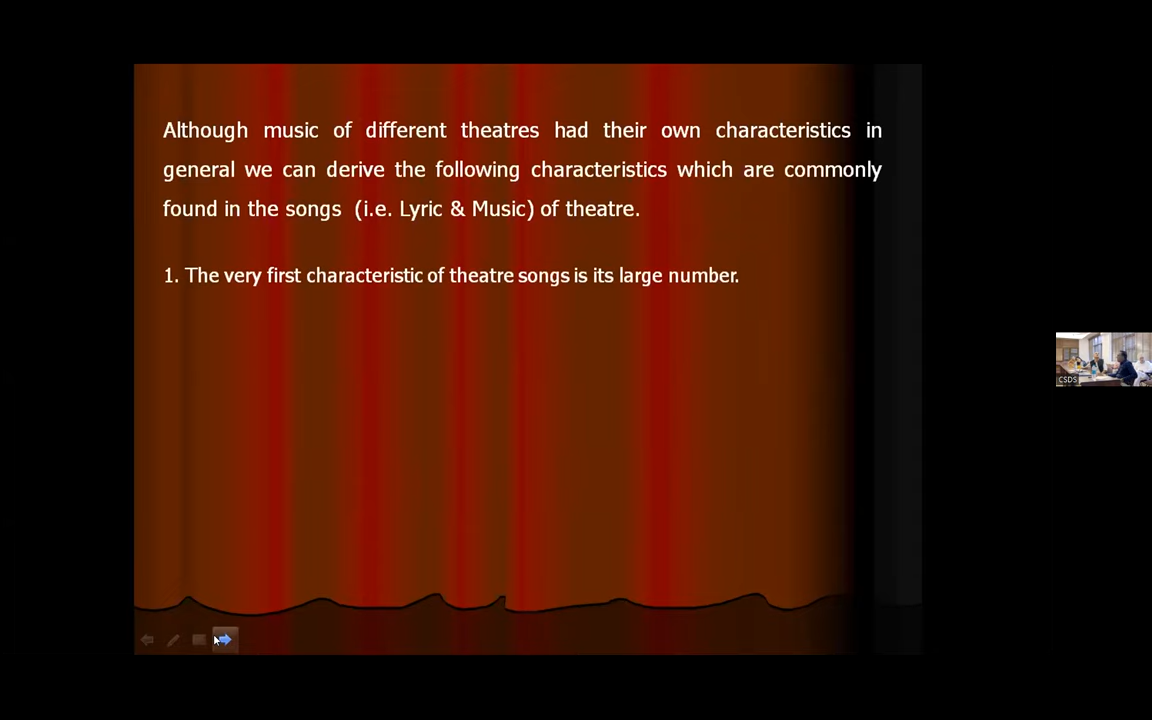 Although music of different theatres had their own characteristics in
general we can derive the following characteristics which are commonly
found in the songs (i.e. Lyric & Music) of theatre.
1. The very first characteristic of theatre songs is its large number.
CSDS